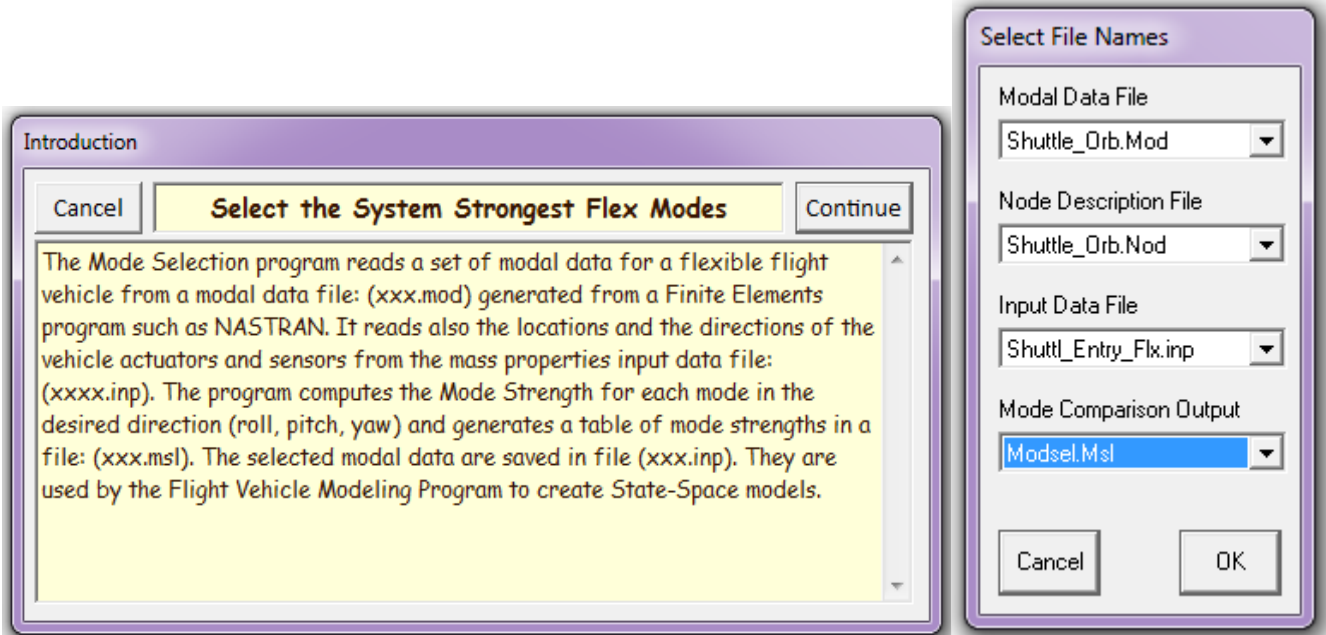 Introduction
Cancel
Select the System Strongest Flex Modes
Continue
The Mode Selection program reads a set of modal data for a flexible flight
vehicle from a modal data file: (xxx.mod) generated from a Finite Elements
program such as NASTRAN. It reads also the locations and the directions of the
vehicle actuators and sensors from the mass properties input data file:
(xxxx.inp). The program computes the Mode Strength for each mode in the
desired direction (roll, pitch, yaw) and generates a table of mode strengths in a
file: (xxx.msl). The selected modal data are saved in file (xxx.inp). They are
used by the Flight Vehicle Modeling Program to create State-Space models.
Select File Names
Modal Data File
Shuttle_Orb.Mod
Node Description File
Shuttle_Orb.Nod
Input Data File
Shuttl_Entry_Flx.inp
Mode Comparison Output
Modsel.Msl
Cancel
OK